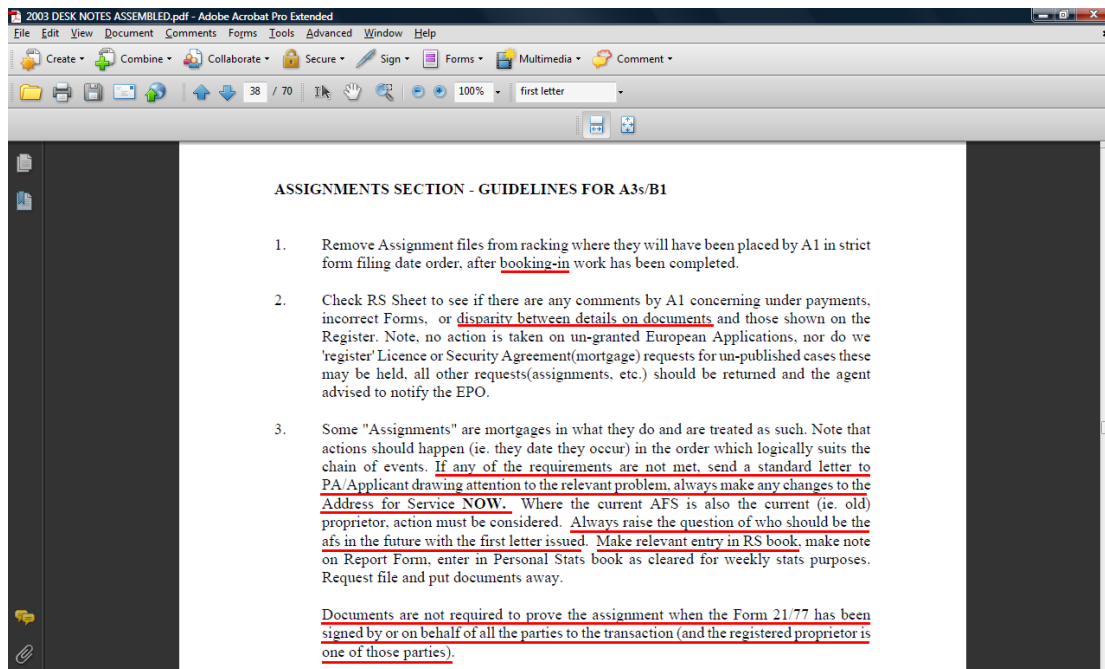 2003 DESK NOTES ASSEMBLED.pdf - Adobe Acrobat Pro Extended
File Edit View Document Comments Forms Tools Advanced Window Help
Create Combine Collaborate Secure Sign Forms Multimedia Comment
38 / 70 100% first letter
ASSIGNMENTS SECTION - GUIDELINES FOR A3s/B1
1. Remove Assignment files from racking where they will have been placed by A1 in strict
form filing date order, after booking-in work has been completed.
2. Check RS Sheet to see if there are any comments by A1 concerning under payments,
incorrect Forms, or disparity between details on documents and those shown on the
Register. Note, no action is taken on un-granted European Applications, nor do we
'register' Licence or Security Agreement(mortgage) requests for un-published cases these
may be held, all other requests(assignments, etc.) should be returned and the agent
advised to notify the EPO.
3. Some "Assignments" are mortgages in what they do and are treated as such. Note that
actions should happen (ie. they date they occur) in the order which logically suits the
chain of events. If any of the requirements are not met, send a standard letter to
PA/Applicant drawing attention to the relevant problem, always make any changes to the
Address for Service NOW. Where the current AFS is also the current (ie. old)
proprietor, action must be considered. Always raise the question of who should be the
afs in the future with the first letter issued. Make relevant entry in RS book, make note
on Report Form, enter in Personal Stats book as cleared for weekly stats purposes.
Request file and put documents away.
Documents are not required to prove the assignment when the Form 21/77 has been
signed by or on behalf of all the parties to the transaction (and the registered proprietor is
one of those parties).